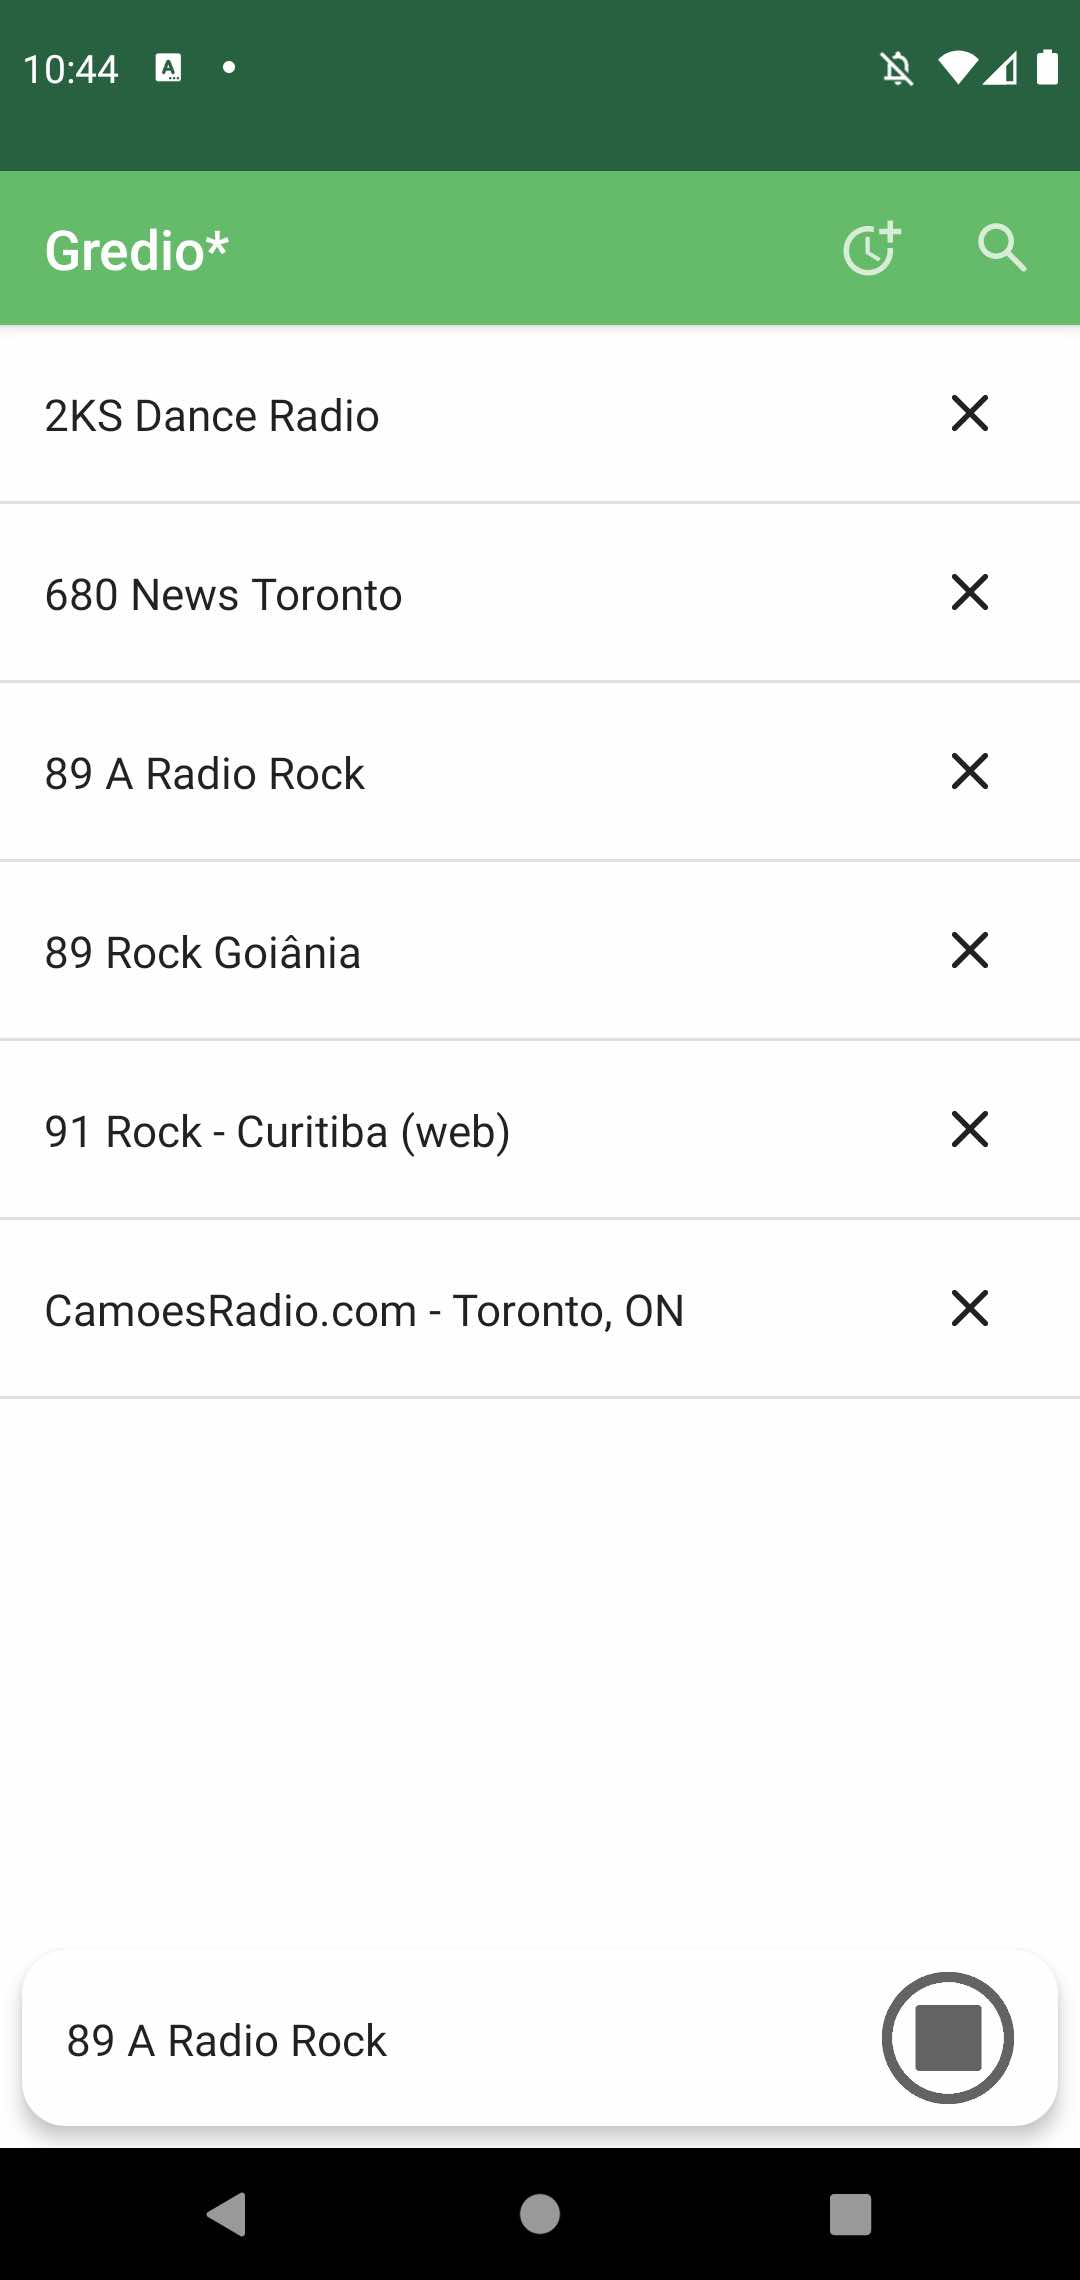 10:44
Gredio*
2KS Dance Radio
680 News Toronto
89 A Radio Rock
89 Rock Goiânia
91 Rock - Curitiba (web)
CamoesRadio.com - Toronto, ON
89 A Radio Rock